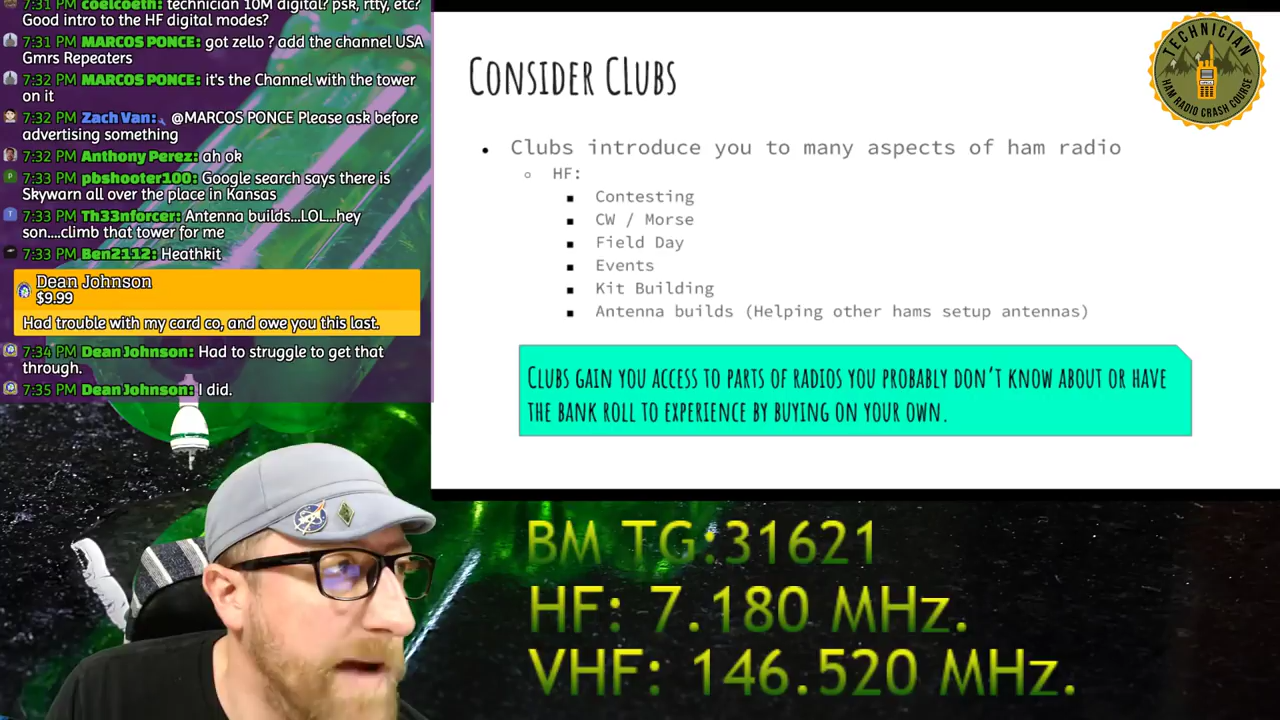 7:31 PM coelcoeth: technician 10M digital? psk, rtty, etc?
Good intro to the HF digital modes?
7:31 PM MARCOS PONCE: got zello ? add the channel USA
Gmrs Repeaters
7:32 PM MARCOS PONCE: it's the Channel with the tower
on it
7:32 PM Zach Van: @MARCOS PONCE Please ask before
advertising something
7:32 PM Anthony Perez: ah ok
7:33 PM pbshooter100: Google search says there is
Skywarn all over the place in Kansas
7:33 PM Th33nforcer: Antenna builds...LOL...hey
son....climb that tower for me
7:33 PM Ben2112: Heathkit
Dean Johnson
$9.99
Had trouble with my card co, and owe you this last.
7:34 PM Dean Johnson: Had to struggle to get that
through.
7:35 PM Dean Johnson: I did.
CONSIDER CLUBS
• Clubs introduce you to many aspects of ham radio
○ HF:
■ Contesting
■ CW / Morse
■ Field Day
■ Events
■ Kit Building
■ Antenna builds (Helping other hams setup antennas)
CLUBS GAIN YOU ACCESS TO PARTS OF RADIOS YOU PROBABLY DON'T KNOW ABOUT OR HAVE
THE BANK ROLL TO EXPERIENCE BY BUYING ON YOUR OWN.
TECHNICIAN
HAM RADIO CRASH COURSE
BM TG:31621
HF: 7.180 MHz.
VHF: 146.520 MHz.